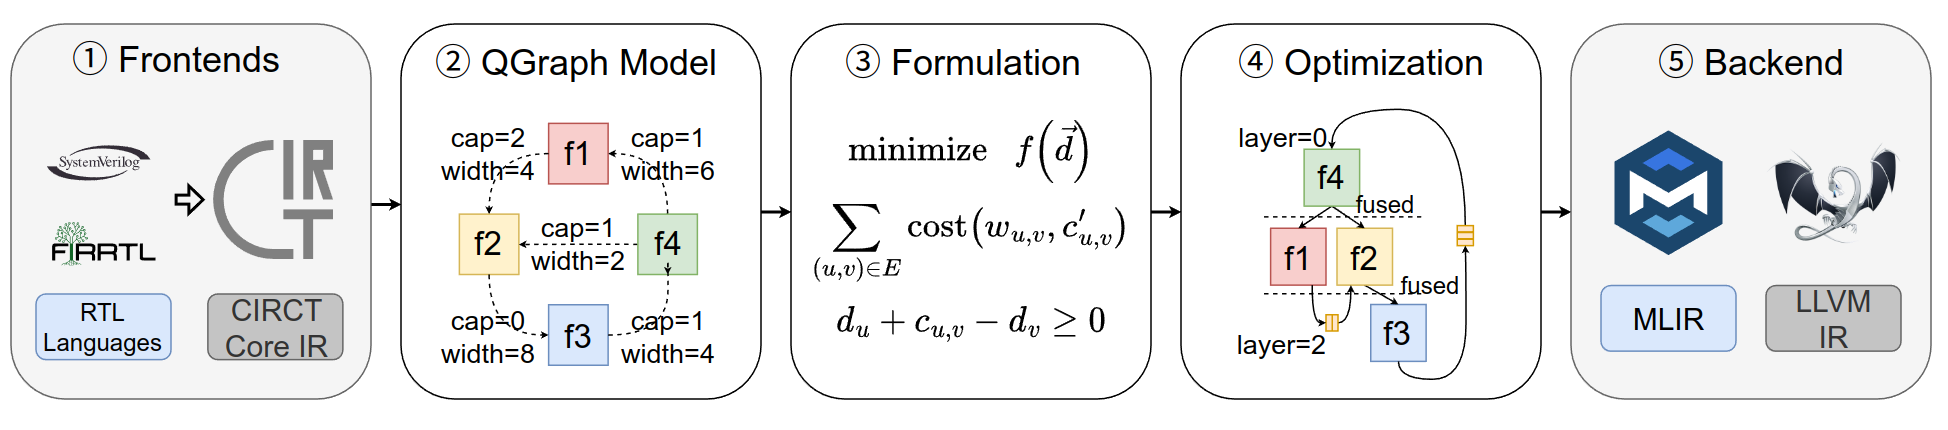 ① Frontends
SystemVerilog
FIRRTL
CIRCT
RTL
Languages
CIRCT
Core IR
② QGraph Model
cap=2
width=4
f1
cap=1
width=6
f2
cap=1
width=2
f4
cap=0
width=8
f3
cap=1
width=4
③ Formulation
minimize f(d⃗)
∑(u,v)∈E cost(wu,v, c′u,v)
du + cu,v − dv ≥ 0
④ Optimization
layer=0
f4
fused
f1
f2
fused
f3
layer=2
⑤ Backend
M
MLIR
LLVM
IR